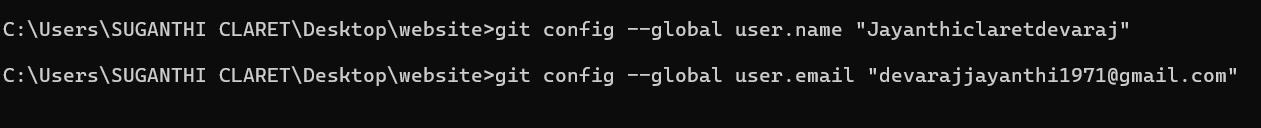 C:\Users\SUGANTHI CLARET\Desktop\website>git config --global user.name "Jayanthiclaretdevaraj"
C:\Users\SUGANTHI CLARET\Desktop\website>git config --global user.email "devarajjayanthi1971@gmail.com"